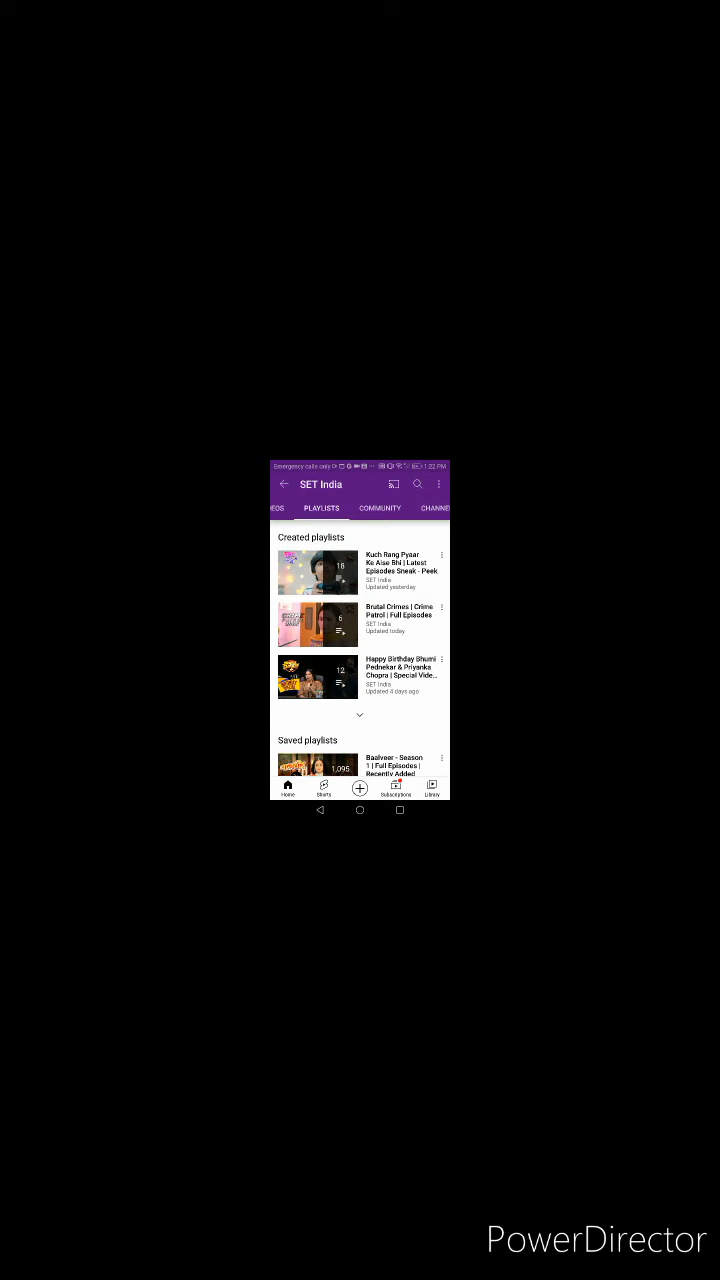 Emergency calls only 1:22 PM
SET India
EOS PLAYLISTS COMMUNITY CHANNE
Created playlists
18
Kuch Rang Pyaar
Ke Aise Bhi | Latest
Episodes Sneak - Peek
SET India
Updated yesterday
6
Brutal Crimes | Crime
Patrol | Full Episodes
SET India
Updated today
12
Happy Birthday Bhumi
Pednekar & Priyanka
Chopra | Special Vide...
SET India
Updated 4 days ago
Saved playlists
1,095
Baalveer - Season
1 | Full Episodes |
Recently Added
Home Shorts Subscriptions Library
PowerDirector